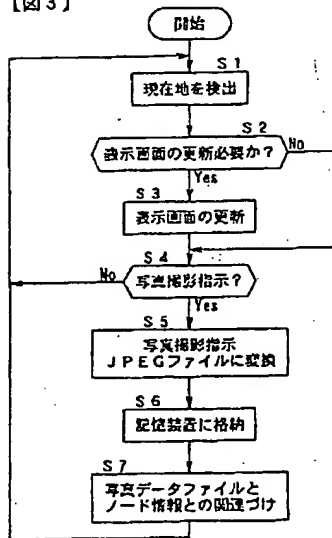 【図3】
開始
S1
現在地を検出
S2
表示画面の更新必要か?
No
Yes
S3
表示画面の更新
S4
No
写真撮影指示?
Yes
S5
写真撮影指示
JPEGファイルに変換
S6
記憶装置に格納
S7
写真データファイルと
ノード情報との関連づけ